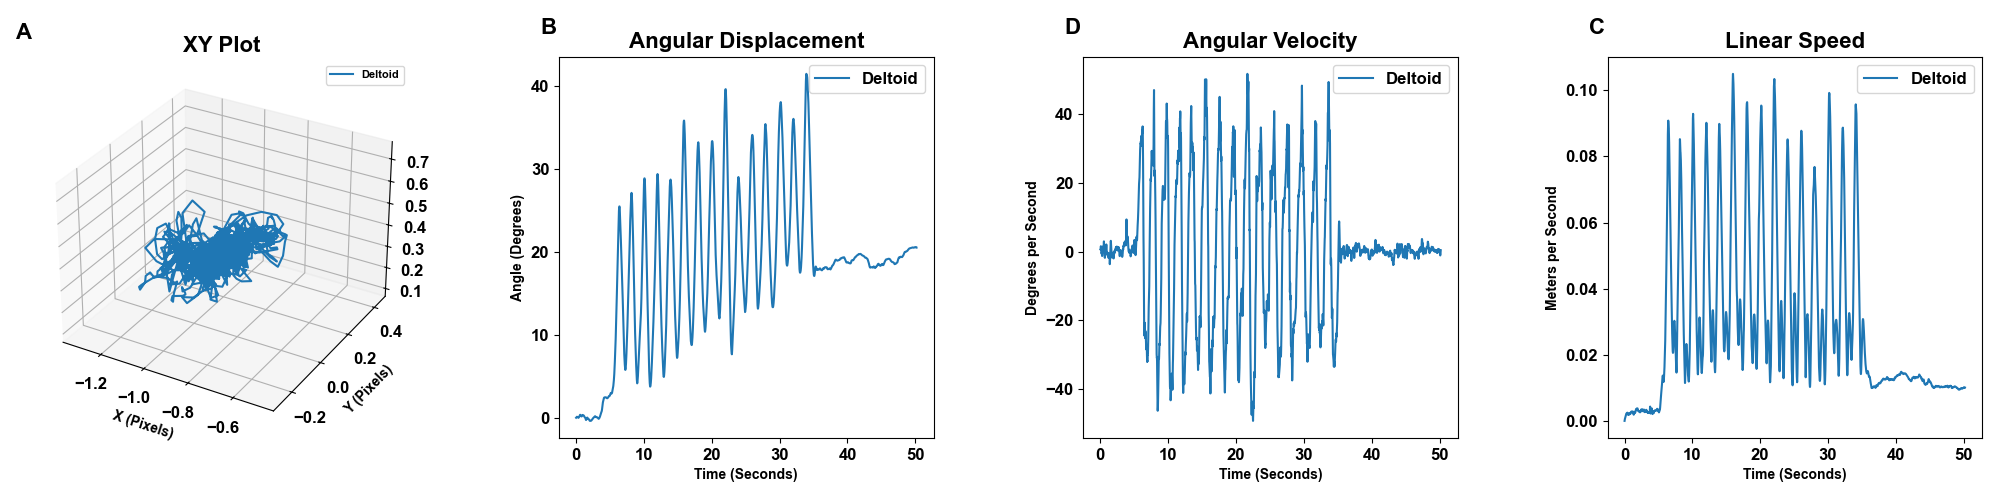 A
XY Plot
Deltoid
0.7
0.6
0.5
0.4
0.3
0.2
0.1
0.4
0.2
0.0
−0.2
Y (Pixels)
−1.2
−1.0
−0.8
−0.6
X (Pixels)
B
Angular Displacement
Deltoid
40
30
20
10
0
Angle (Degrees)
0 10 20 30 40 50
Time (Seconds)
D
Angular Velocity
Deltoid
40
20
0
−20
−40
Degrees per Second
0 10 20 30 40 50
Time (Seconds)
C
Linear Speed
Deltoid
0.10
0.08
0.06
0.04
0.02
0.00
Meters per Second
0 10 20 30 40 50
Time (Seconds)